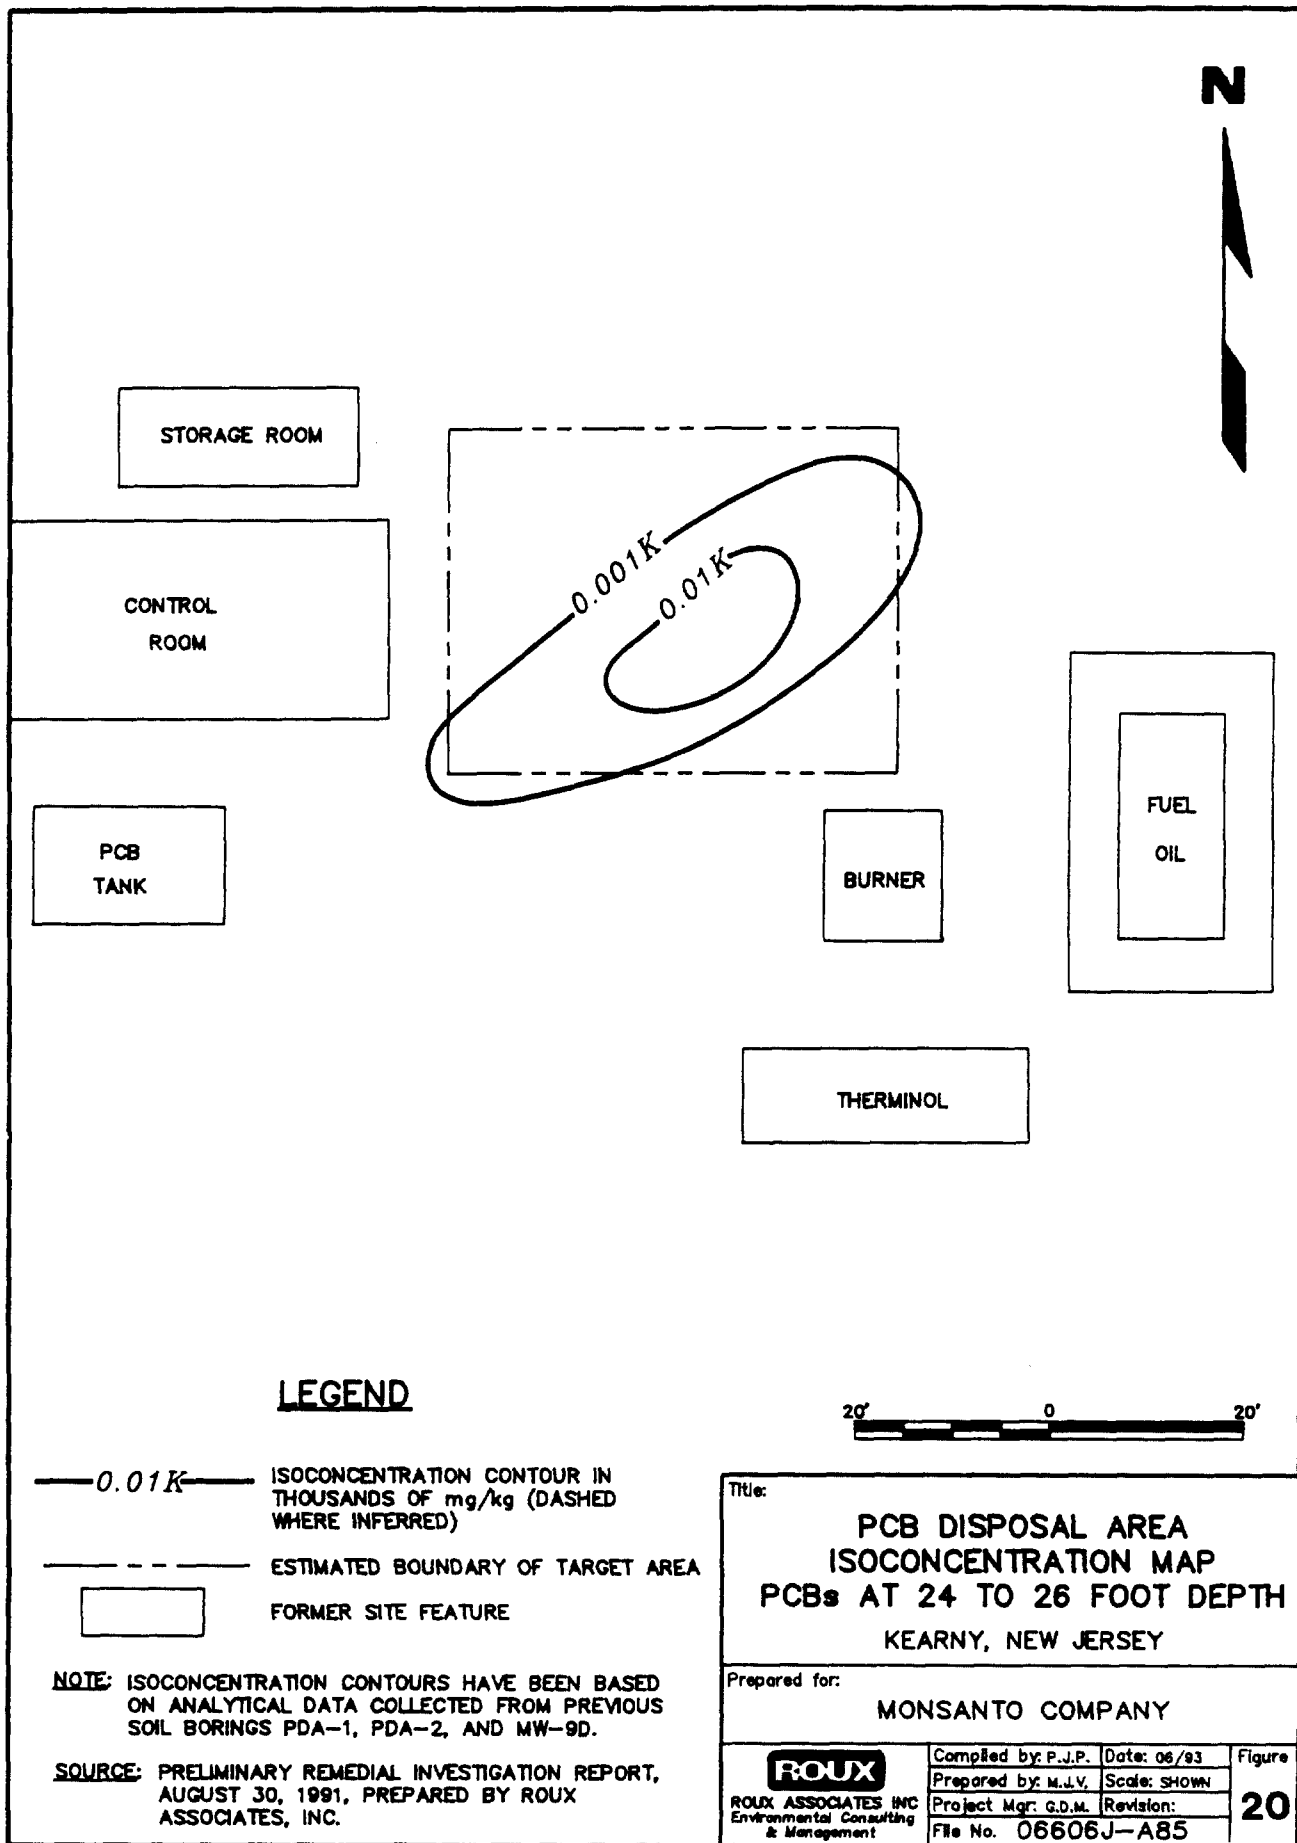 N
STORAGE ROOM
CONTROL
ROOM
0.001K
0.01K
PCB
TANK
BURNER
FUEL
OIL
THERMINOL
LEGEND
0.01K
ISOCONCENTRATION CONTOUR IN
THOUSANDS OF mg/kg (DASHED
WHERE INFERRED)
ESTIMATED BOUNDARY OF TARGET AREA
FORMER SITE FEATURE
NOTE: ISOCONCENTRATION CONTOURS HAVE BEEN BASED
ON ANALYTICAL DATA COLLECTED FROM PREVIOUS
SOIL BORINGS PDA-1, PDA-2, AND MW-9D.
SOURCE: PRELIMINARY REMEDIAL INVESTIGATION REPORT,
AUGUST 30, 1991, PREPARED BY ROUX
ASSOCIATES, INC.
20' 0 20'
Title:
PCB DISPOSAL AREA
ISOCONCENTRATION MAP
PCBs AT 24 TO 26 FOOT DEPTH
KEARNY, NEW JERSEY
Prepared for:
MONSANTO COMPANY
ROUX
ROUX ASSOCIATES INC
Environmental Consulting
& Management
Compiled by: P.J.P. Date: 06/93
Prepared by: M.J.V. Scale: SHOWN
Project Mgr: G.D.M. Revision:
File No. 06606J-A85
Figure
20